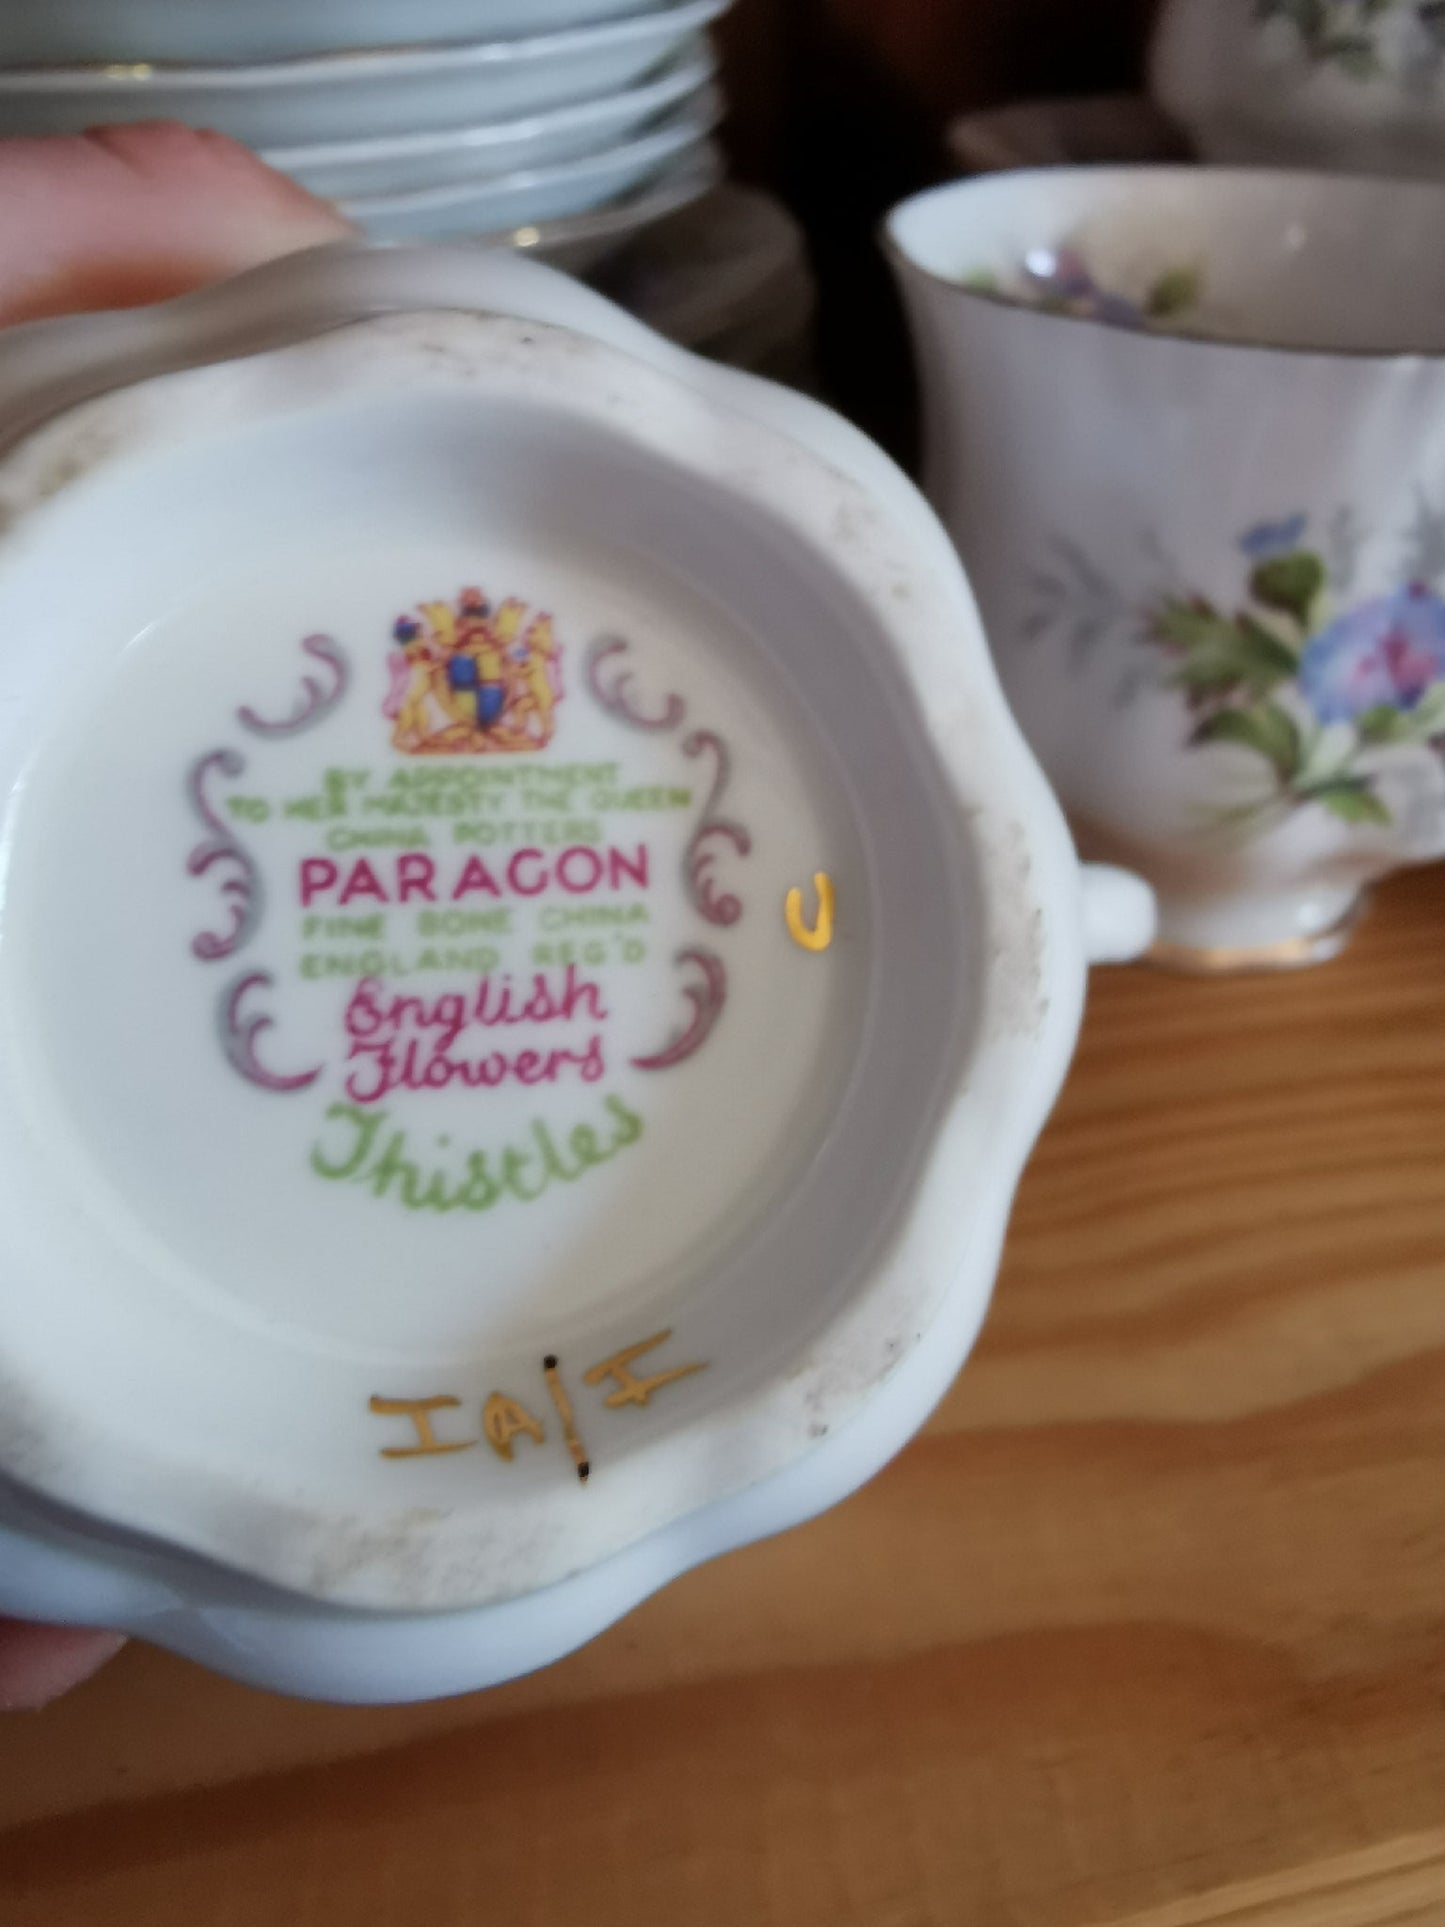 BY APPOINTMENT
TO HER MAJESTY THE QUEEN
CHINA POTTERS
PARAGON
FINE BONE CHINA
ENGLAND REG'D
English
Flowers
Thistles
U